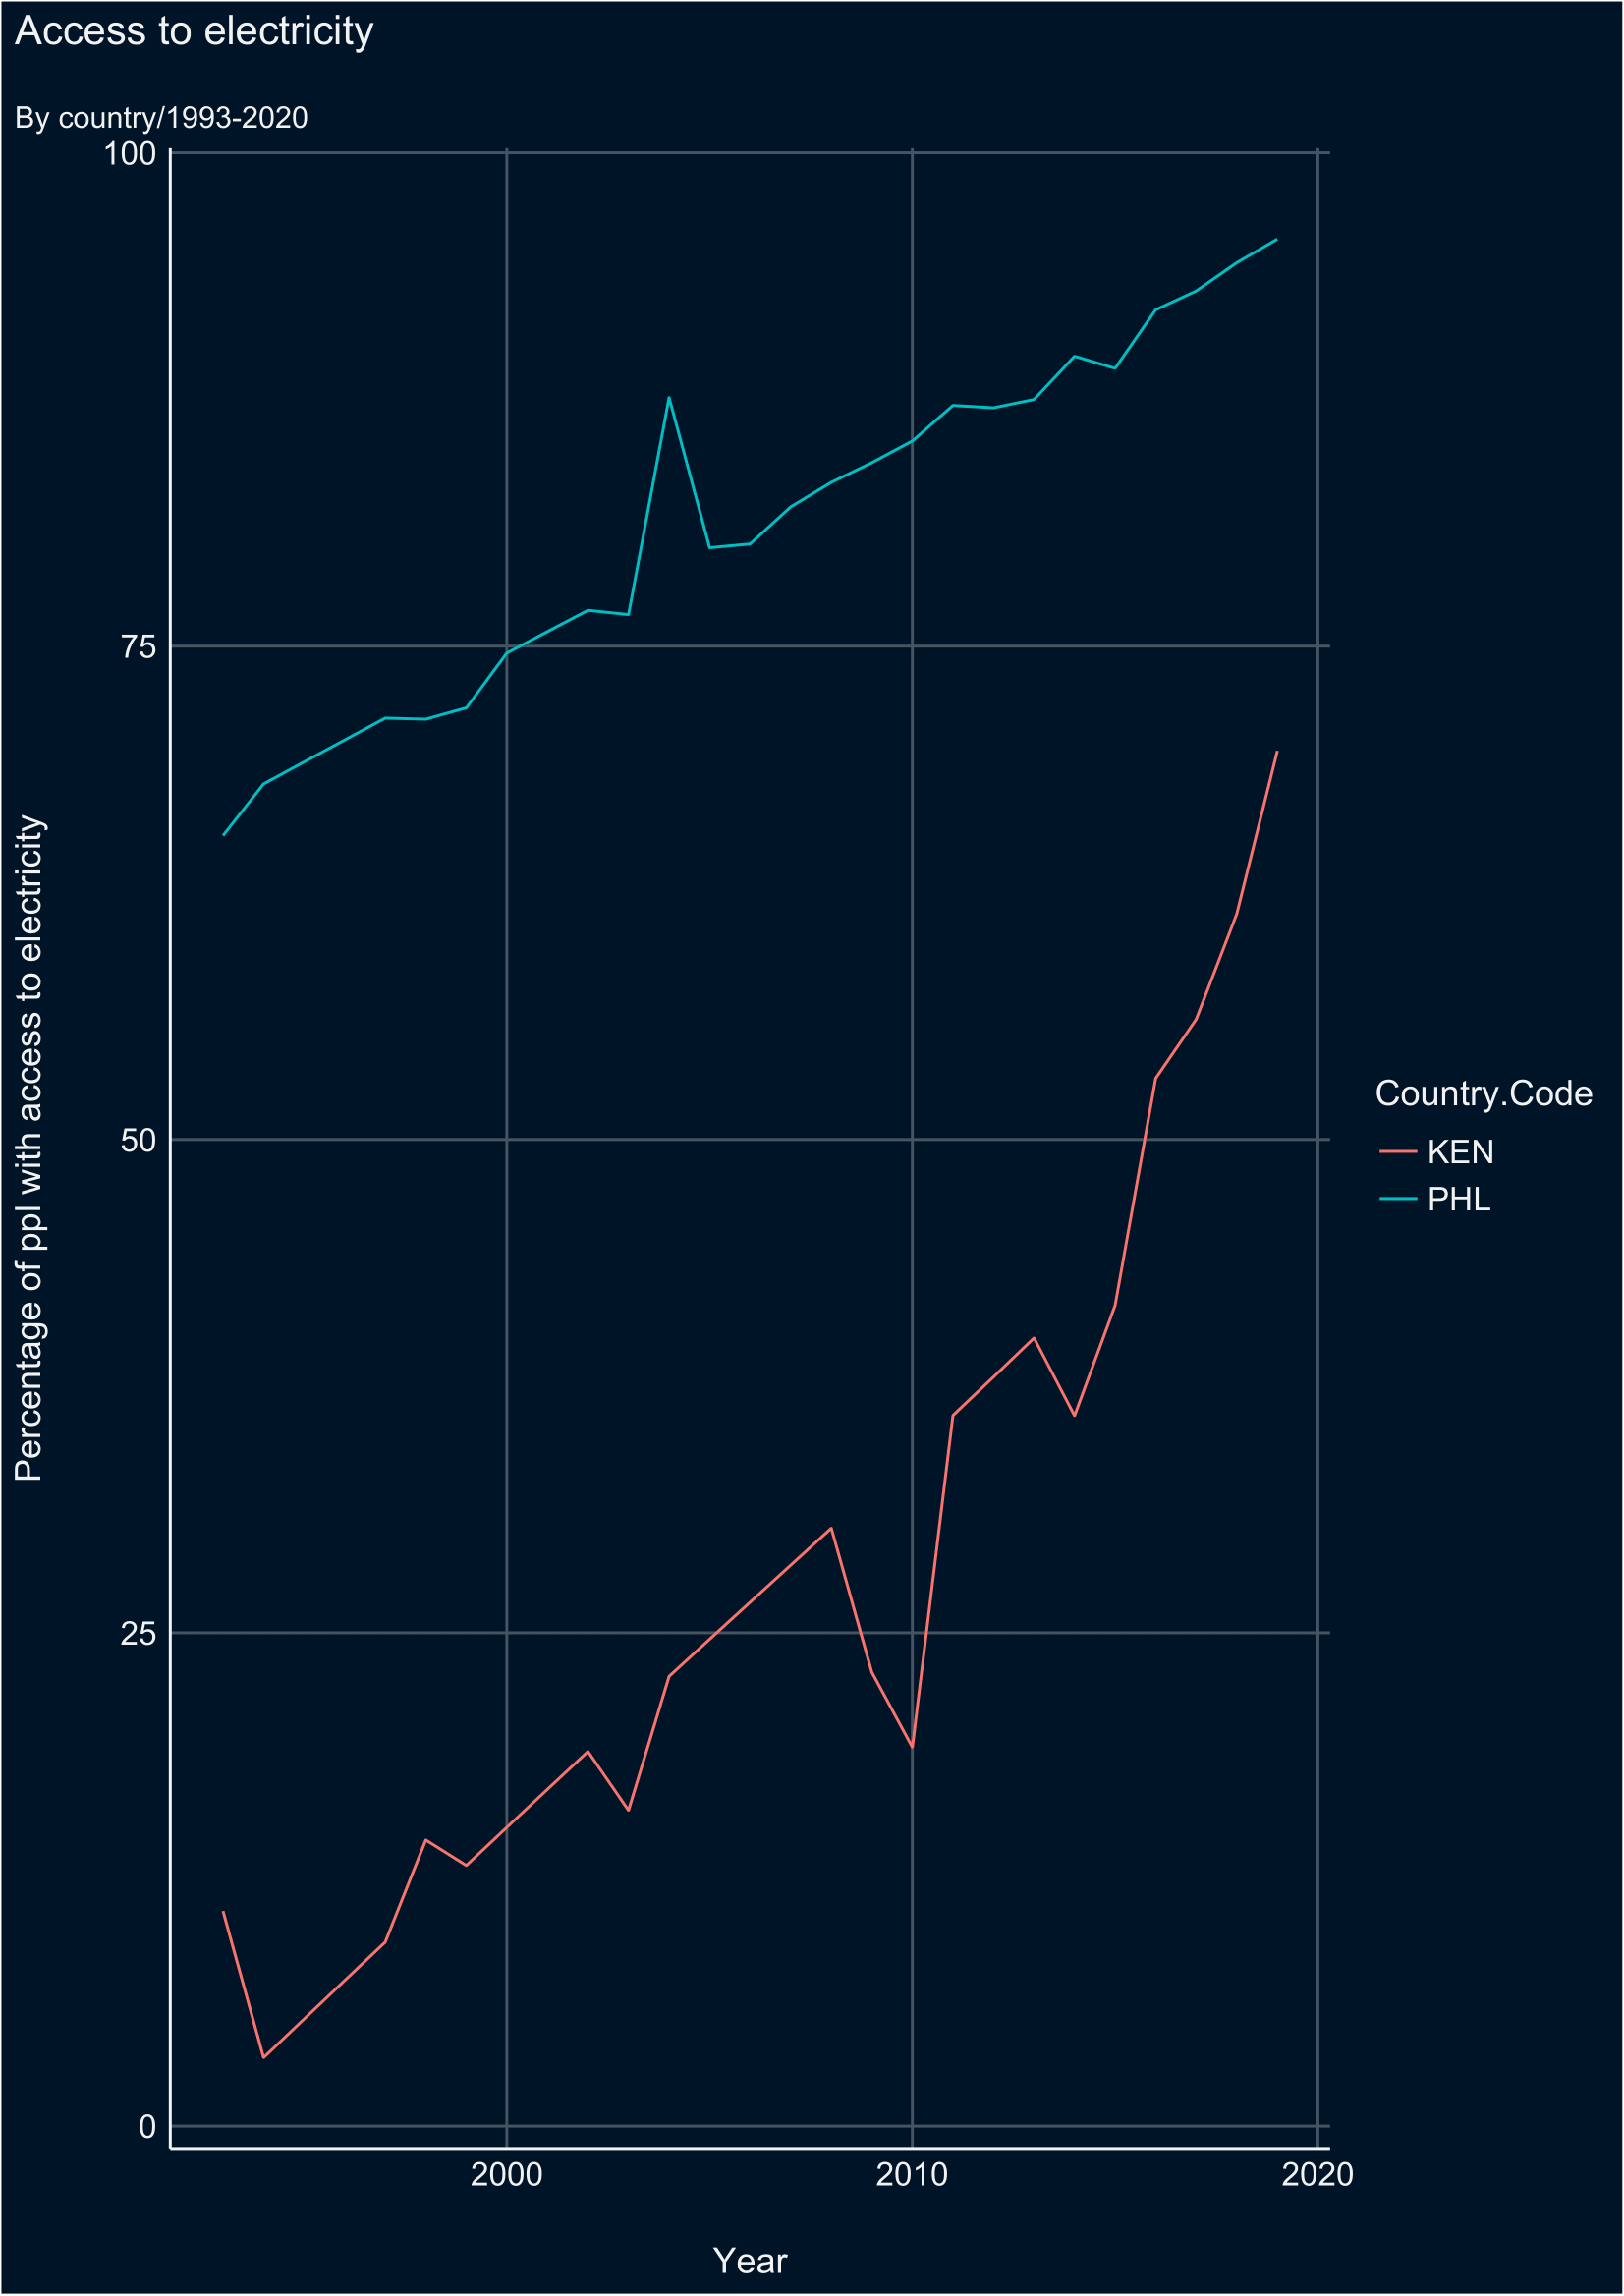 Access to electricity
By country/1993-2020
100
75
50
25
0
Percentage of ppl with access to electricity
2000
2010
2020
Year
Country.Code
KEN
PHL